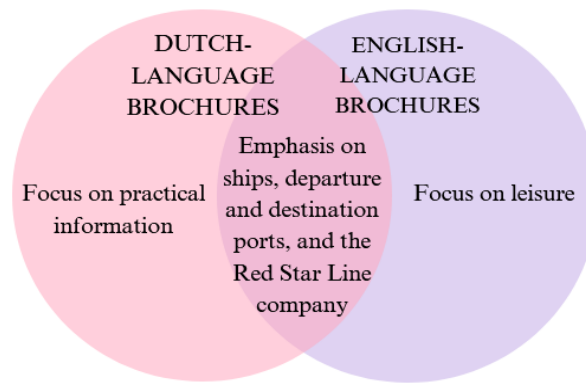 DUTCH-
LANGUAGE
BROCHURES
ENGLISH-
LANGUAGE
BROCHURES
Focus on practical
information
Emphasis on
ships, departure
and destination
ports, and the
Red Star Line
company
Focus on leisure